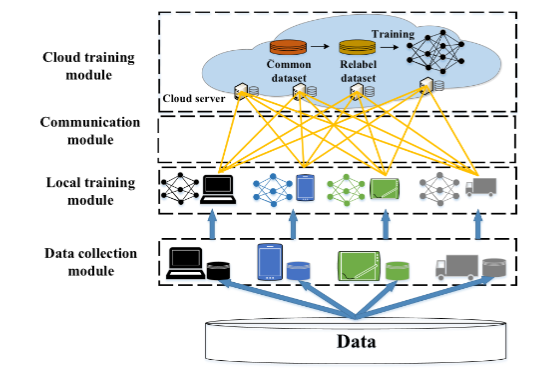 Cloud training
module
Training
Common
dataset
Relabel
dataset
Cloud server
Communication
module
Local training
module
Data collection
module
Data